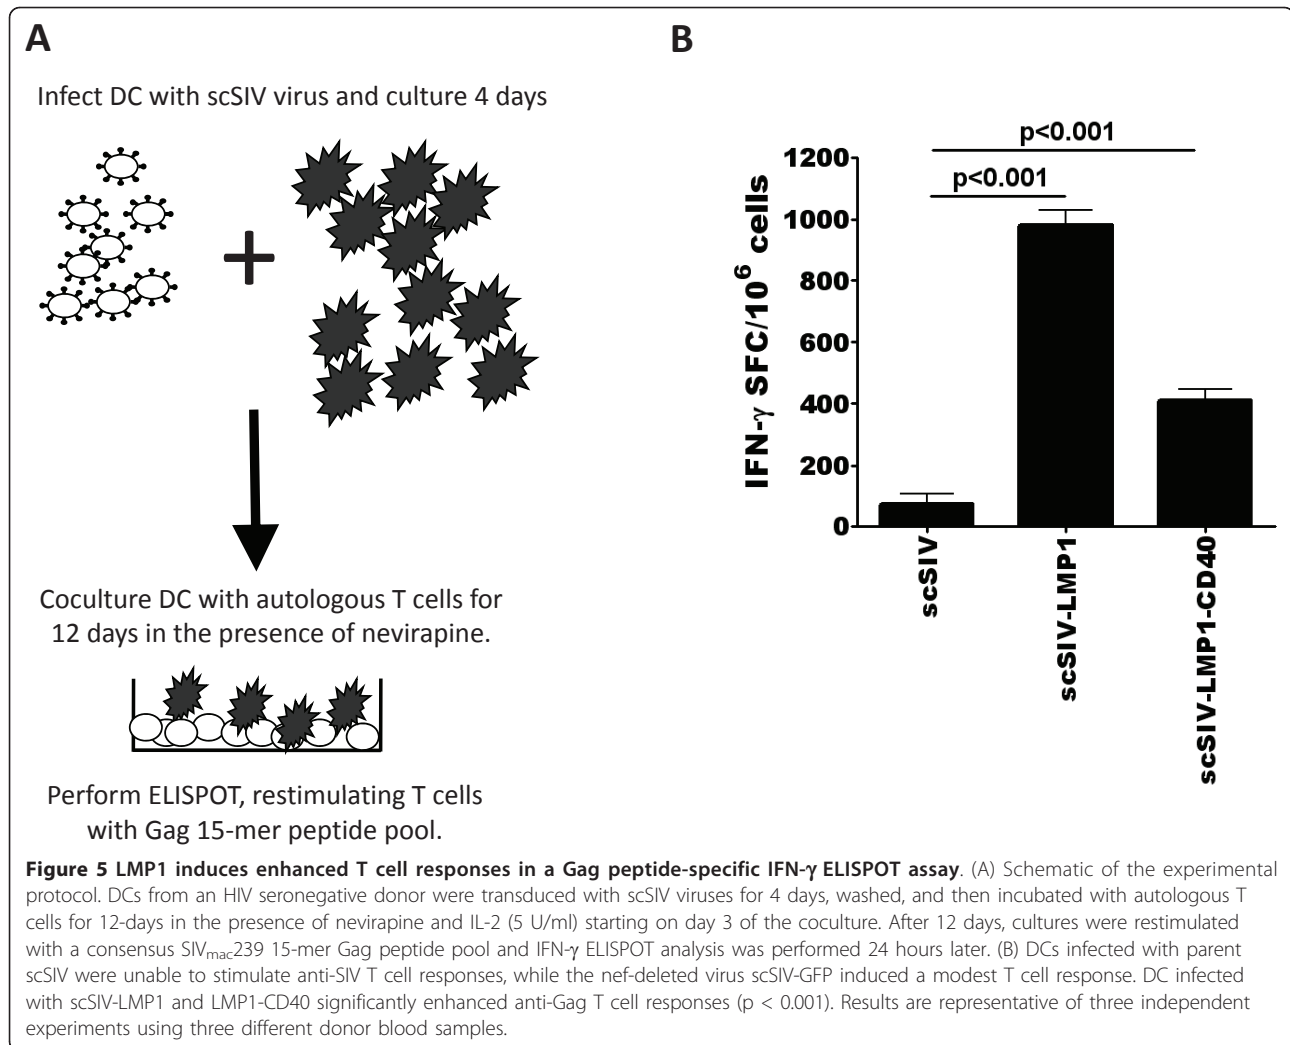 A
Infect DC with scSIV virus and culture 4 days
Coculture DC with autologous T cells for
12 days in the presence of nevirapine.
Perform ELISPOT, restimulating T cells
with Gag 15-mer peptide pool.
B
p<0.001
p<0.001
1200
1000
800
600
400
200
0
IFN-γ SFC/10⁶ cells
scSIV
scSIV-LMP1
scSIV-LMP1-CD40
Figure 5 LMP1 induces enhanced T cell responses in a Gag peptide-specific IFN-γ ELISPOT assay. (A) Schematic of the experimental
protocol. DCs from an HIV seronegative donor were transduced with scSIV viruses for 4 days, washed, and then incubated with autologous T
cells for 12-days in the presence of nevirapine and IL-2 (5 U/ml) starting on day 3 of the coculture. After 12 days, cultures were restimulated
with a consensus SIVmac239 15-mer Gag peptide pool and IFN-γ ELISPOT analysis was performed 24 hours later. (B) DCs infected with parent
scSIV were unable to stimulate anti-SIV T cell responses, while the nef-deleted virus scSIV-GFP induced a modest T cell response. DC infected
with scSIV-LMP1 and LMP1-CD40 significantly enhanced anti-Gag T cell responses (p < 0.001). Results are representative of three independent
experiments using three different donor blood samples.